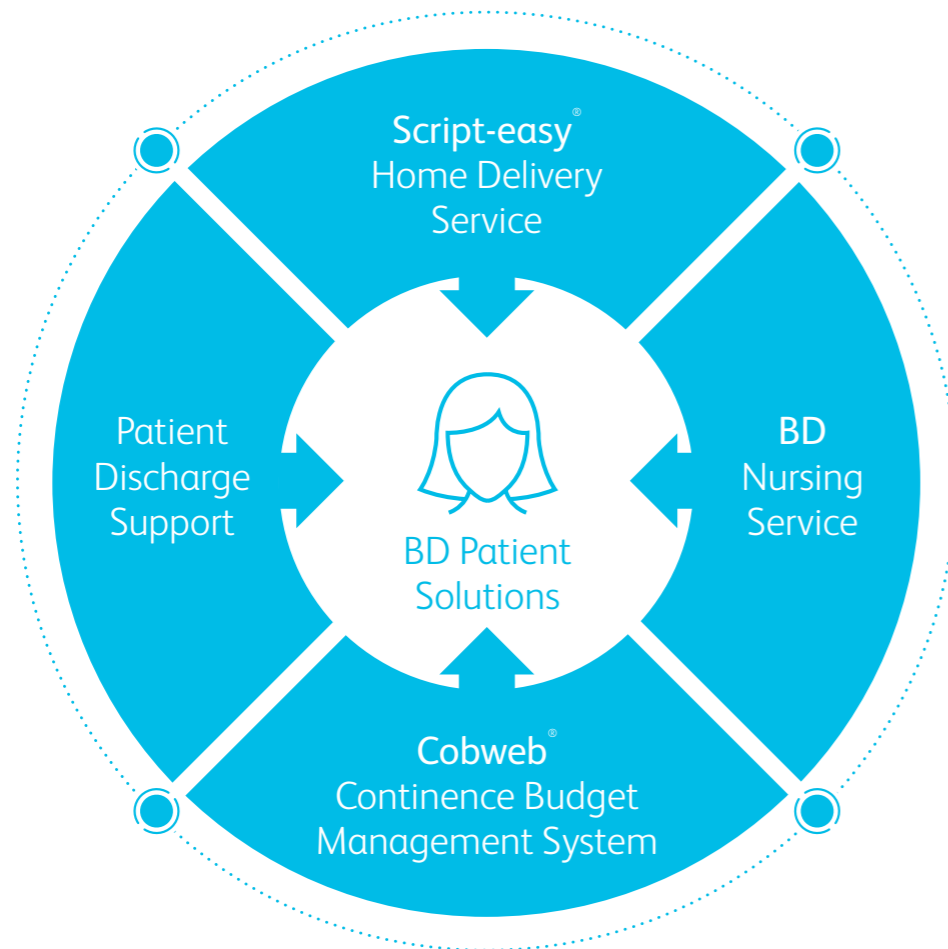 Script-easy®
Home Delivery
Service
Patient
Discharge
Support
BD Patient
Solutions
BD
Nursing
Service
Cobweb®
Continence Budget
Management System